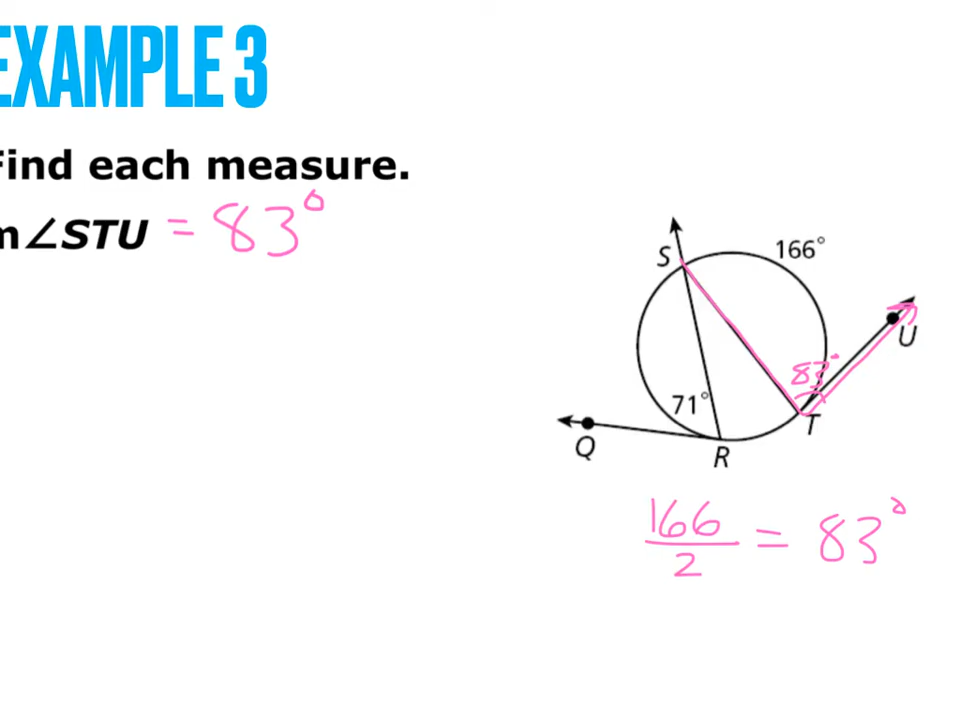 EXAMPLE 3
Find each measure.
m∠STU = 83°
S
166°
U
83°
71°
T
Q
R
166/2 = 83°